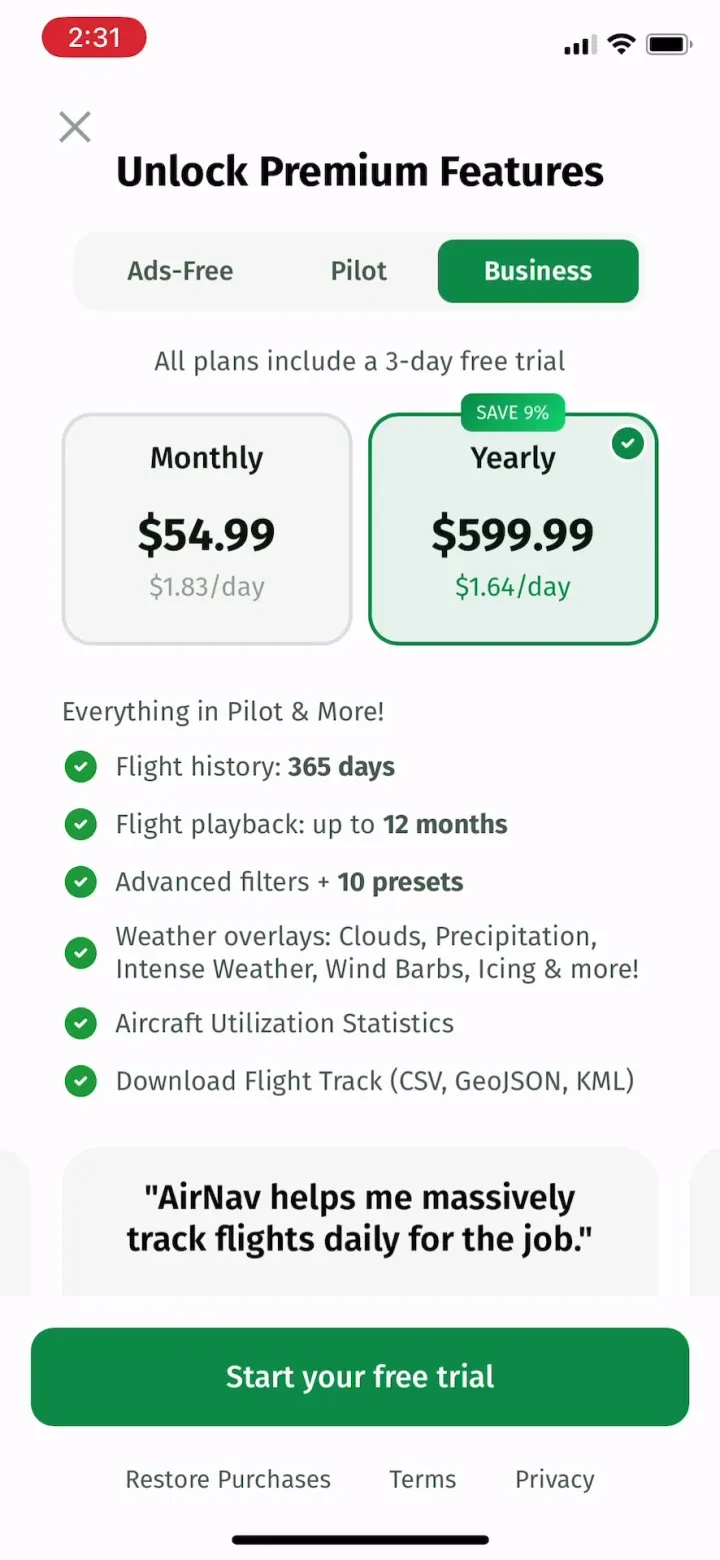 2:31
Unlock Premium Features
Ads-Free Pilot Business
All plans include a 3-day free trial
SAVE 9%
Monthly Yearly
$54.99 $599.99
$1.83/day $1.64/day
Everything in Pilot & More!
Flight history: 365 days
Flight playback: up to 12 months
Advanced filters + 10 presets
Weather overlays: Clouds, Precipitation,
Intense Weather, Wind Barbs, Icing & more!
Aircraft Utilization Statistics
Download Flight Track (CSV, GeoJSON, KML)
"AirNav helps me massively
track flights daily for the job."
Start your free trial
Restore Purchases Terms Privacy